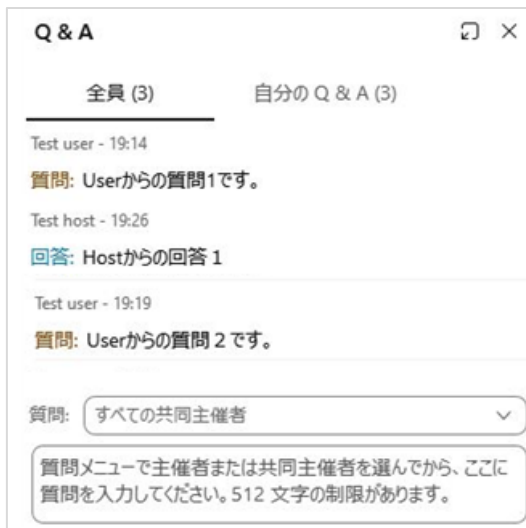 Q & A
全員 (3)
自分の Q & A (3)
Test user - 19:14
質問: Userからの質問1です。
Test host - 19:26
回答: Hostからの回答 1
Test user - 19:19
質問: Userからの質問 2 です。
質問: すべての共同主催者
質問メニューで主催者または共同主催者を選んでから、ここに
質問を入力してください。512 文字の制限があります。